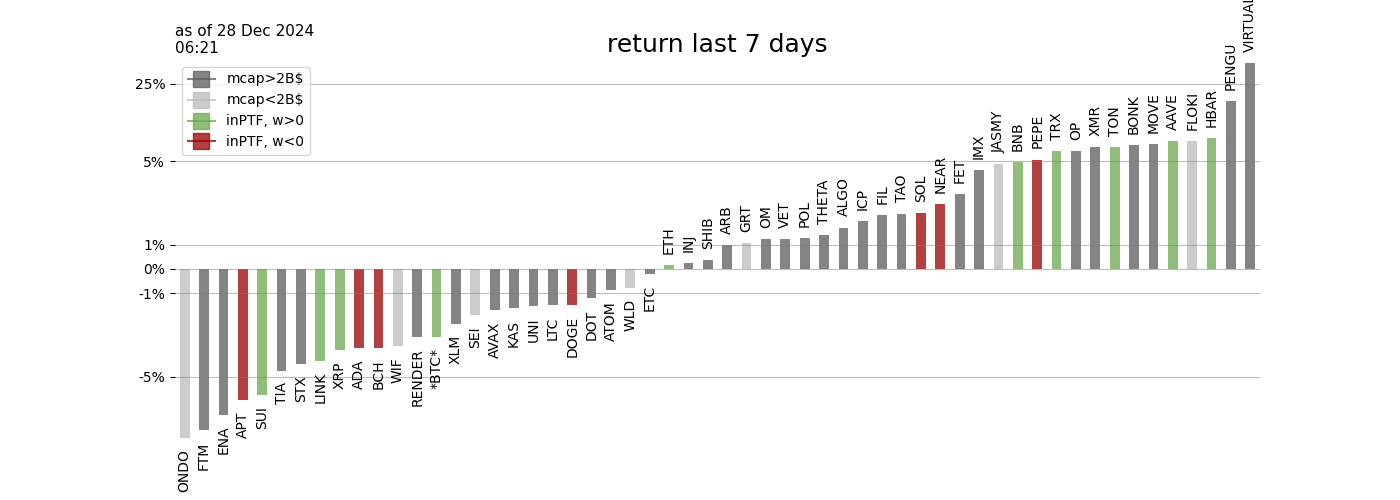 as of 28 Dec 2024
06:21
return last 7 days
mcap>2B$
mcap<2B$
inPTF, w>0
inPTF, w<0
25%
5%
1%
0%
-1%
-5%
ONDO
FTM
ENA
APT
SUI
TIA
STX
LINK
XRP
ADA
BCH
WIF
RENDER
*BTC*
XLM
SEI
AVAX
KAS
UNI
LTC
DOGE
DOT
ATOM
WLD
ETC
ETH
INJ
SHIB
ARB
GRT
OM
VET
POL
THETA
ALGO
ICP
FIL
TAO
SOL
NEAR
FET
IMX
JASMY
BNB
PEPE
TRX
OP
XMR
TON
BONK
MOVE
AAVE
FLOKI
HBAR
PENGU
VIRTUAL